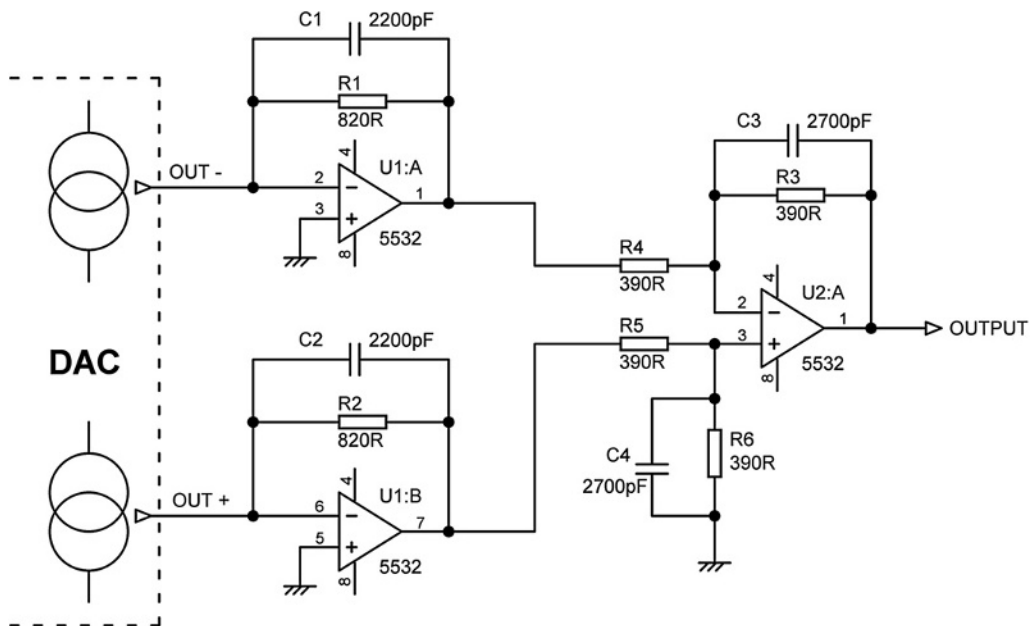 C1 2200pF
R1
820R
OUT -
4
U1:A
2 − 1
3 +
8
5532
C3 2700pF
R3
390R
R4
390R
4
U2:A
2 − 1
3 +
8
5532
OUTPUT
DAC
C2 2200pF
R2
820R
OUT +
4
U1:B
6 − 7
5 +
8
5532
R5
390R
C4
2700pF
R6
390R